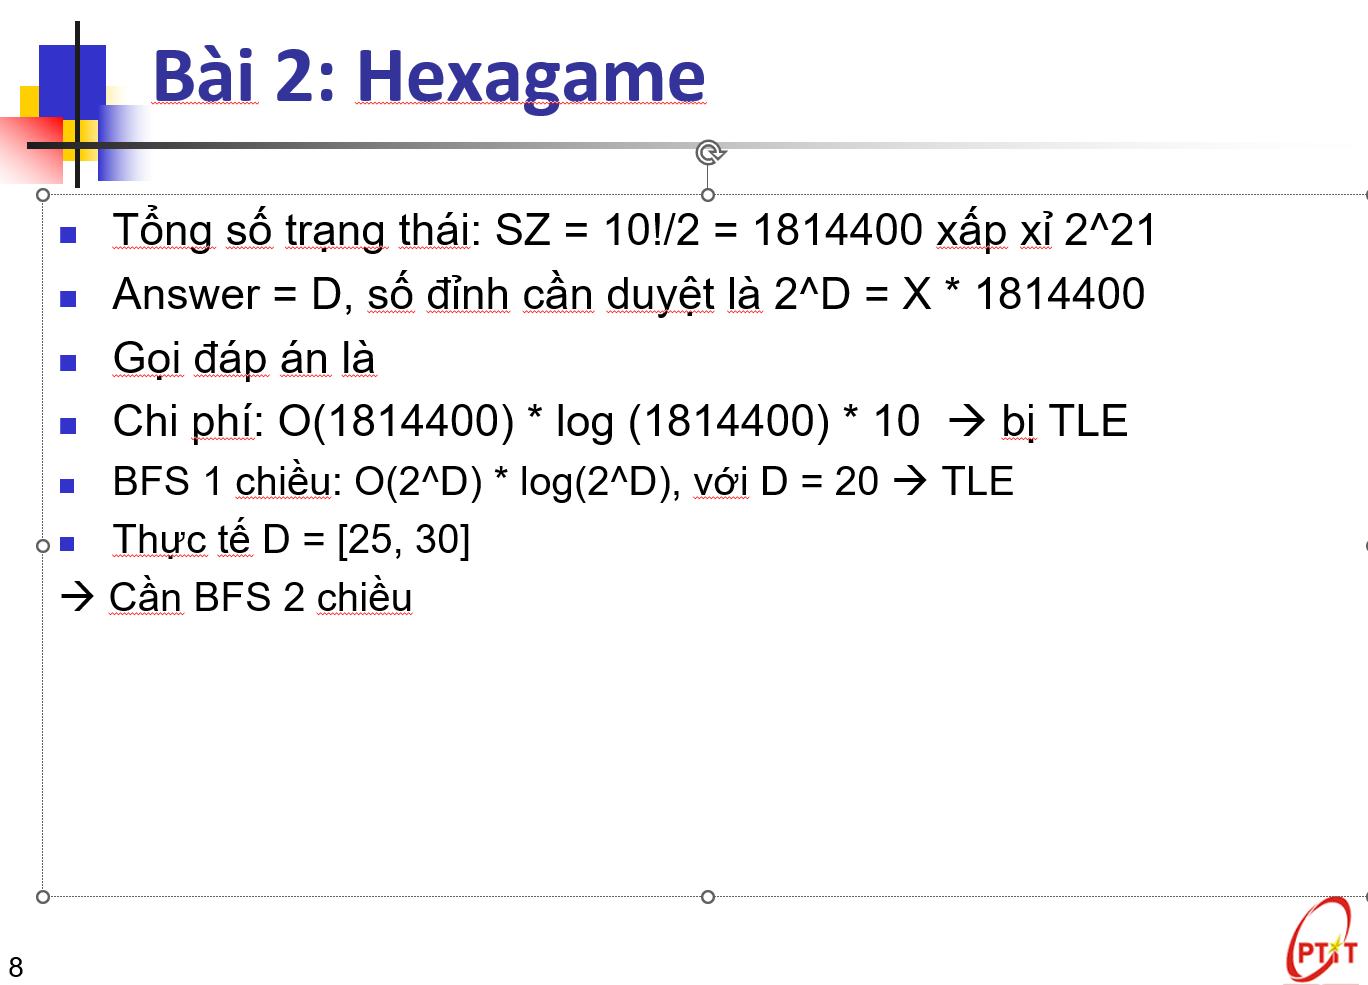 Bài 2: Hexagame
Tổng số trạng thái: SZ = 10!/2 = 1814400 xấp xỉ 2^21
Answer = D, số đỉnh cần duyệt là 2^D = X * 1814400
Gọi đáp án là
Chi phí: O(1814400) * log (1814400) * 10 → bị TLE
BFS 1 chiều: O(2^D) * log(2^D), với D = 20 → TLE
Thực tế D = [25, 30]
→ Cần BFS 2 chiều
8
PTIT